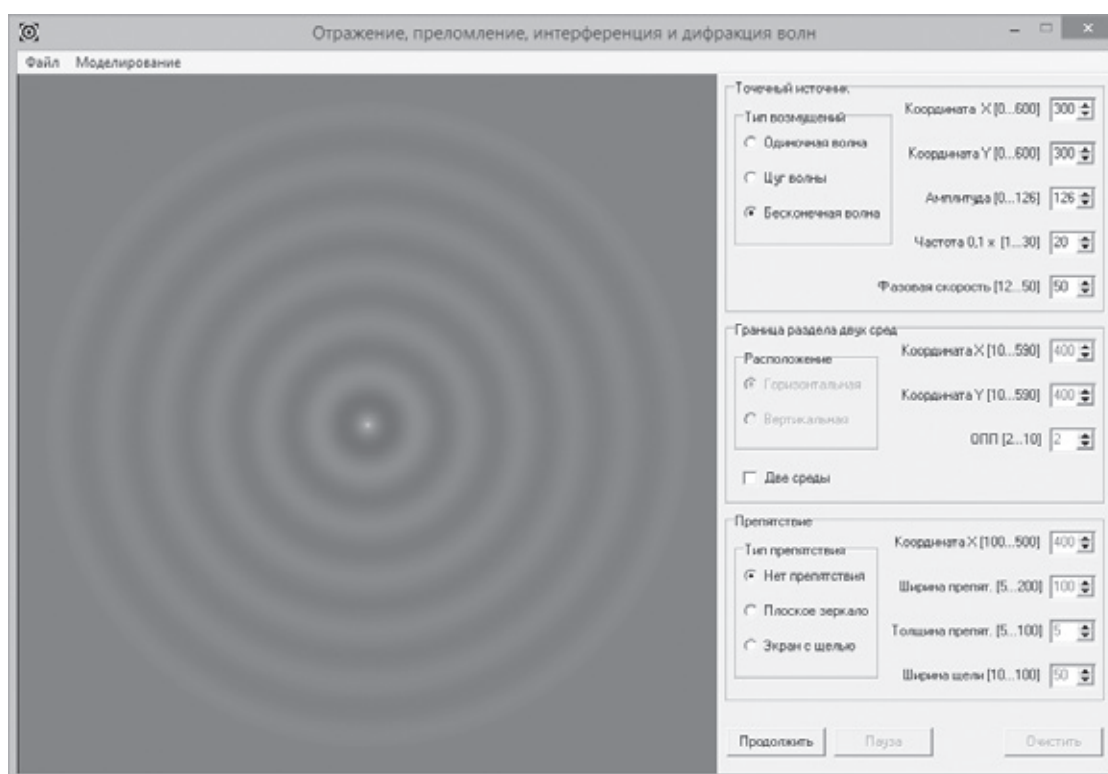 Отражение, преломление, интерференция и дифракция волн
Файл Моделирование
Точечный источник
Координата X [0...600] 300
Тип возмущений
Одиночная волна
Координата Y [0...600] 300
Цуг волны
Амплитуда [0...126] 126
Бесконечная волна
Частота 0,1 x [1...30] 20
Фазовая скорость [12...50] 50
Граница раздела двух сред
Координата X [10...590] 400
Расположение
Горизонтальная
Координата Y [10...590] 400
Вертикальная
ОПП [2...10] 2
Две среды
Препятствие
Координата X [100...500] 400
Тип препятствия
Нет препятствия
Ширина препят. [5...200] 100
Плоское зеркало
Толщина препят. [5...100] 5
Экран с щелью
Ширина щели [10...100] 50
Продолжить Пауза Очистить